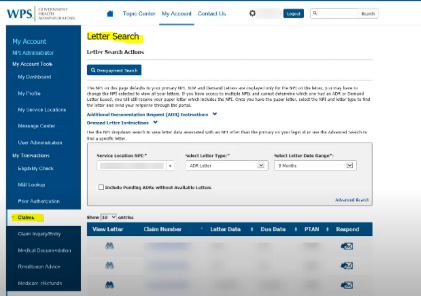 WPS GOVERNMENT HEALTH ADMINISTRATORS
Topic Center My Account Contact Us Logout Search
My Account
WPS Administrator
My Account Tools
My Dashboard
My Profile
My Service Locations
Message Center
User Administration
My Transactions
Eligibility Check
MBI Lookup
Prior Authorization
Claims
Claim Inquiry/Entry
Medical Documentation
Remittance Advice
Medicare eRefunds
Letter Search
Letter Search Actions
Overpayment Search
The NPI on this page defaults to your primary NPI. ADR and Demand Letters are displayed only for the NPI on the letter, you may have to
change the NPI selected to view all of your letters. If you have access to multiple NPIs and cannot determine which one had an ADR or Demand
Letter issued, you will still receive your paper letter which includes the NPI. Once you have the paper letter, select the NPI and letter type to find
the letter and send your response through the portal.
Additional Documentation Request (ADR) Instructions
Demand Letter Instructions
Use the NPI dropdown search to view letter data associated with an NPI other than the primary on your login id or use the Advanced Search to
find a specific letter.
Service Location NPI:* Select Letter Type:* Select Letter Date Range*:
ADR Letter 3 Months
Include Pending ADRs without Available Letters
Advanced Search
Show 10 entries
View Letter Claim Number Letter Date Due Date PTAN Respond